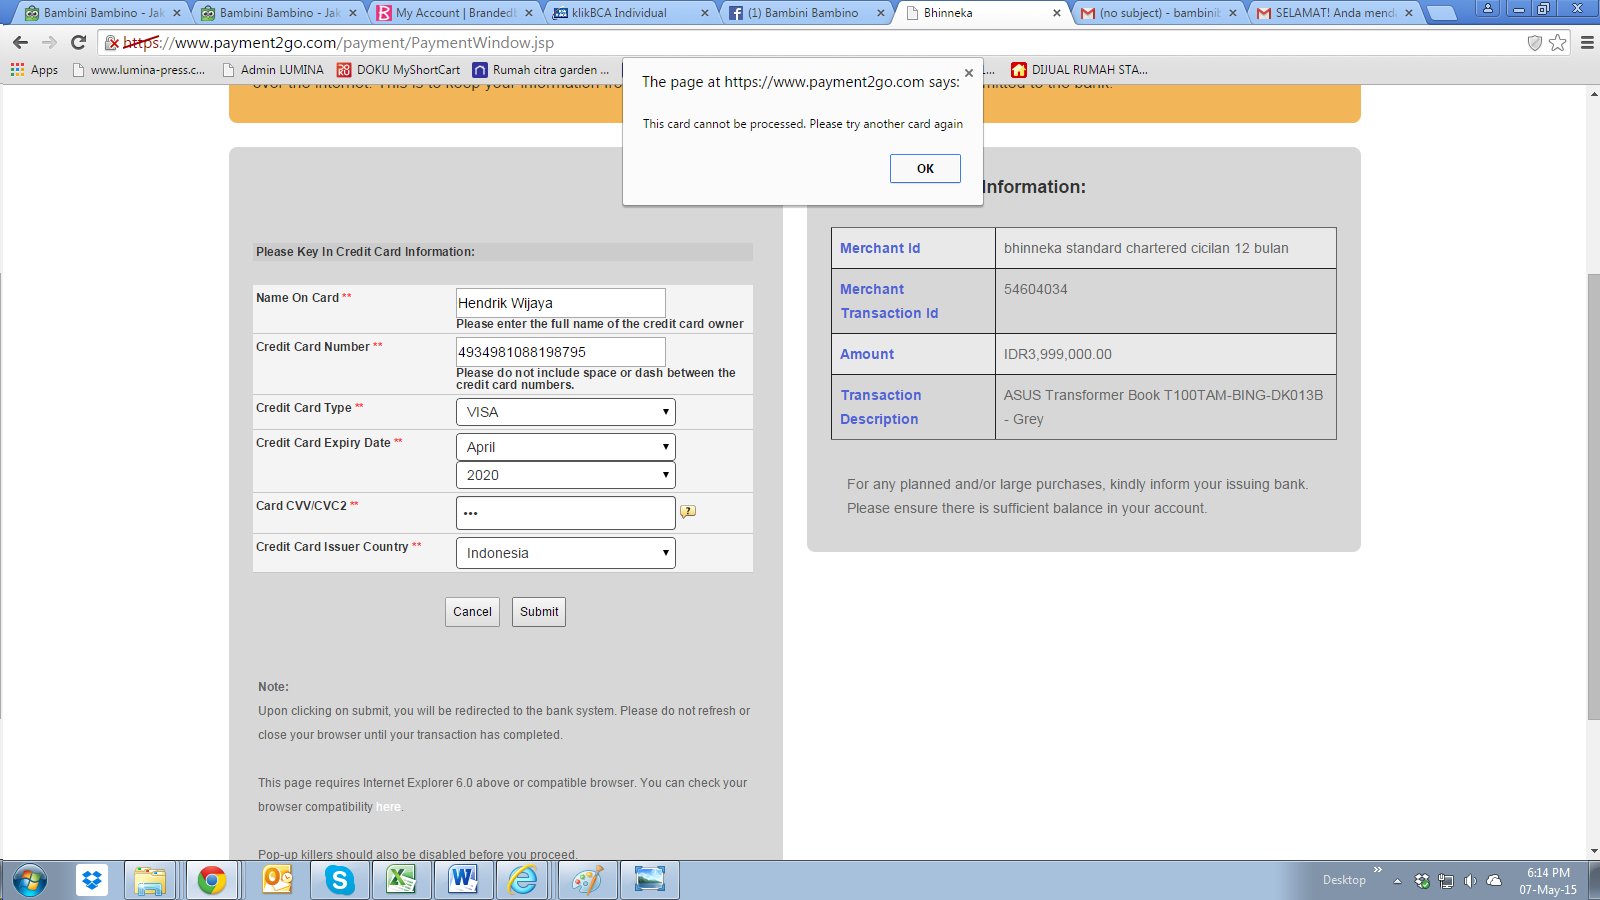 Bambini Bambino - Jak
Bambini Bambino - Jak
My Account | Branded
klikBCA Individual
(1) Bambini Bambino
Bhinneka
(no subject) - bambinib
SELAMAT! Anda mend
https://www.payment2go.com/payment/PaymentWindow.jsp
Apps
www.lumina-press.c...
Admin LUMINA
DOKU MyShortCart
Rumah citra garden ...
DIJUAL RUMAH STA...
The page at https://www.payment2go.com says:
This card cannot be processed. Please try another card again
OK
Information:
Please Key In Credit Card Information:
Name On Card **
Hendrik Wijaya
Please enter the full name of the credit card owner
Credit Card Number **
4934981088198795
Please do not include space or dash between the
credit card numbers.
Credit Card Type **
VISA
Credit Card Expiry Date **
April
2020
Card CVV/CVC2 **
•••
Credit Card Issuer Country **
Indonesia
Cancel
Submit
Merchant Id
bhinneka standard chartered cicilan 12 bulan
Merchant
Transaction Id
54604034
Amount
IDR3,999,000.00
Transaction
Description
ASUS Transformer Book T100TAM-BING-DK013B
- Grey
For any planned and/or large purchases, kindly inform your issuing bank.
Please ensure there is sufficient balance in your account.
Note:
Upon clicking on submit, you will be redirected to the bank system. Please do not refresh or
close your browser until your transaction has completed.
This page requires Internet Explorer 6.0 above or compatible browser. You can check your
browser compatibility here.
Pop-up killers should also be disabled before you proceed.
Desktop
6:14 PM
07-May-15